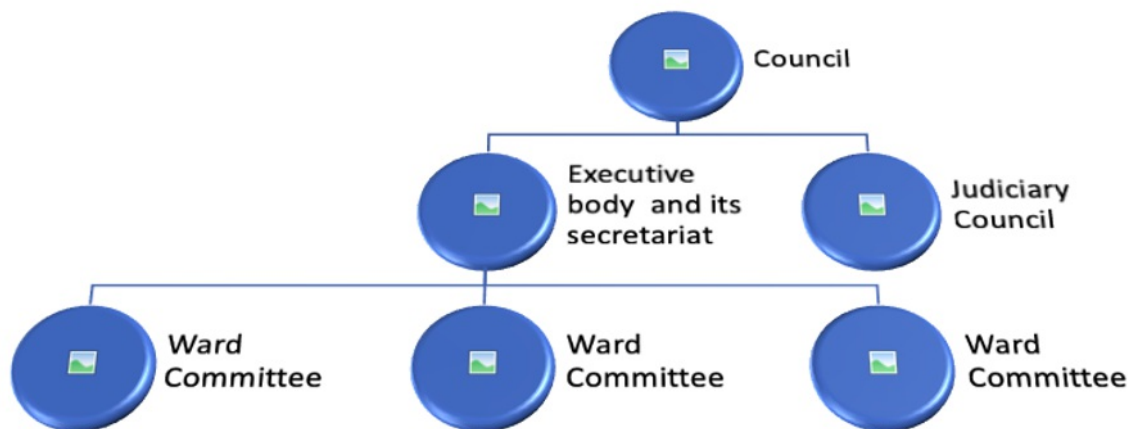 Council
Executive
body and its
secretariat
Judiciary
Council
Ward
Committee
Ward
Committee
Ward
Committee